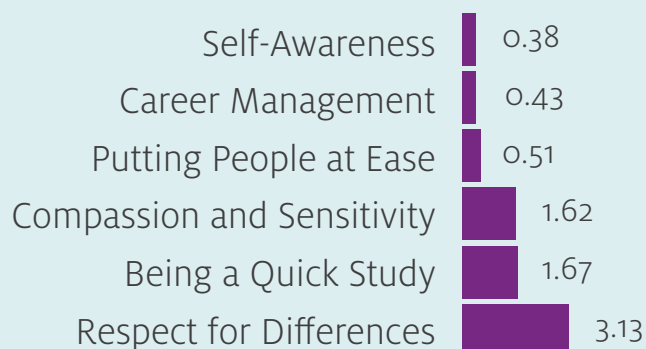 Self-Awareness 0.38
Career Management 0.43
Putting People at Ease 0.51
Compassion and Sensitivity 1.62
Being a Quick Study 1.67
Respect for Differences 3.13